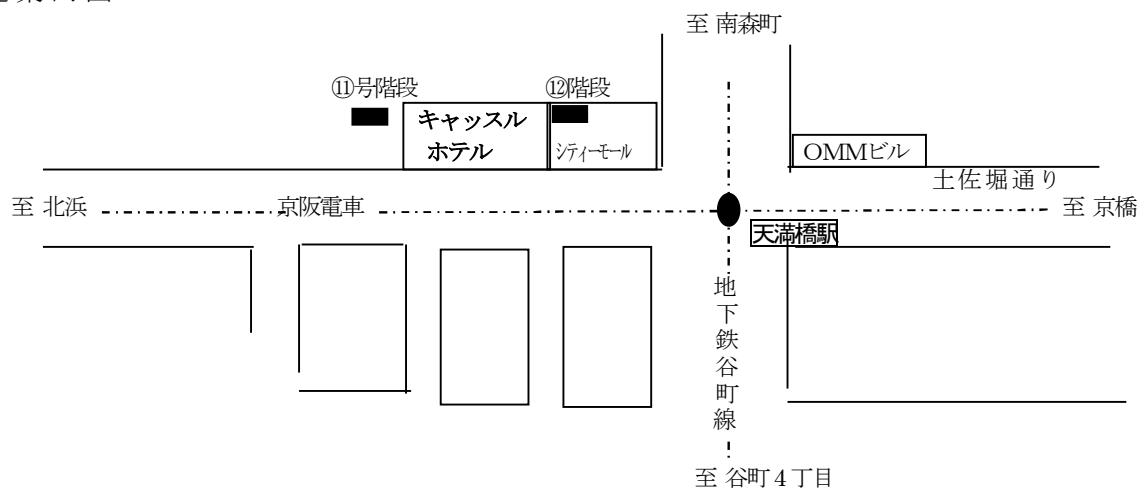 至 南森町
⑪号階段
⑫階段
キャッスル
ホテル
シティーモール
OMMビル
土佐堀通り
至 北浜
京阪電車
至 京橋
天満橋駅
地下鉄谷町線
至 谷町4丁目